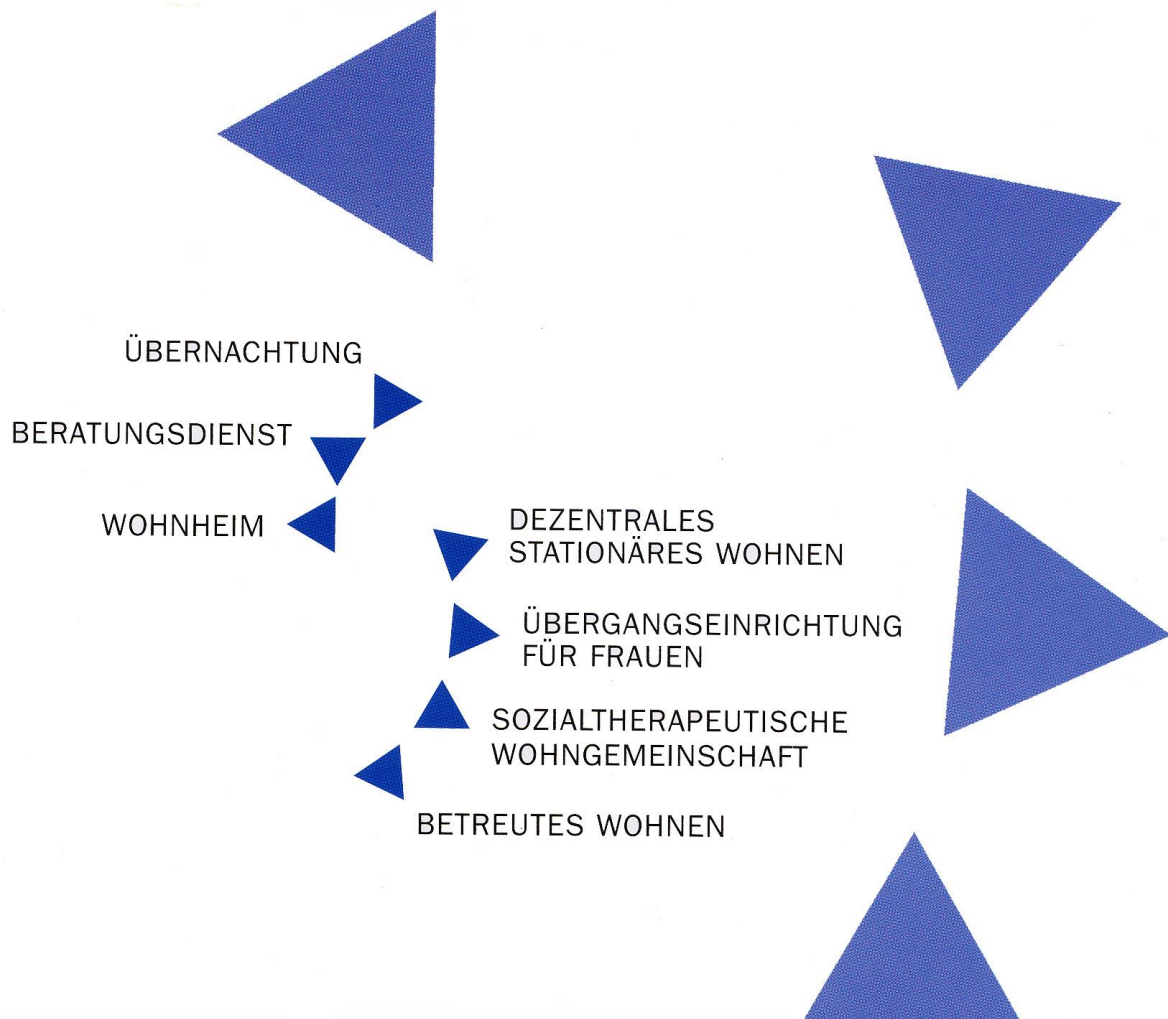 ÜBERNACHTUNG
BERATUNGSDIENST
WOHNHEIM
DEZENTRALES
STATIONÄRES WOHNEN
ÜBERGANGSEINRICHTUNG
FÜR FRAUEN
SOZIALTHERAPEUTISCHE
WOHNGEMEINSCHAFT
BETREUTES WOHNEN